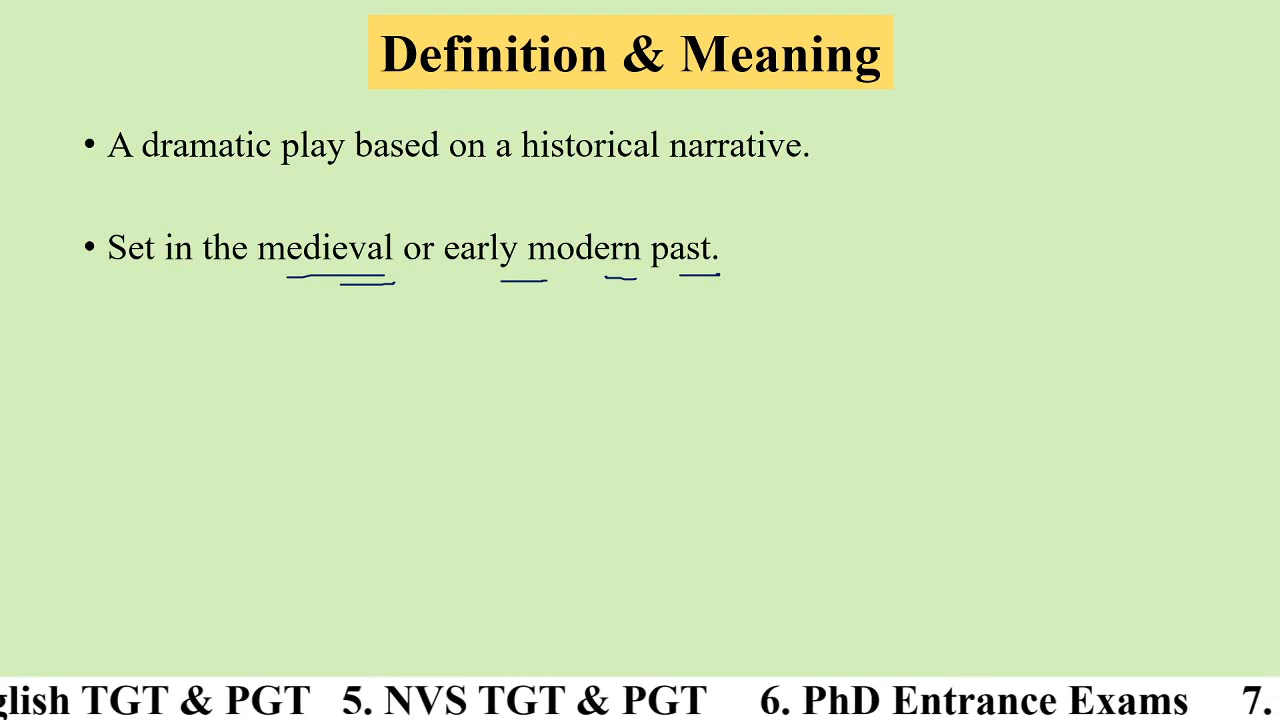 Definition & Meaning
• A dramatic play based on a historical narrative.
• Set in the medieval or early modern past.
glish TGT & PGT 5. NVS TGT & PGT 6. PhD Entrance Exams 7.